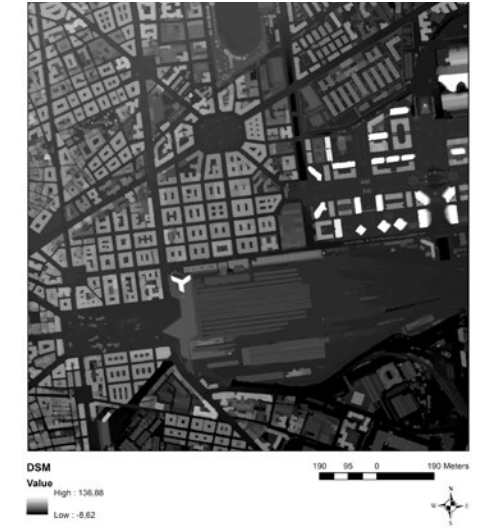 DSM
Value
High : 136,88
Low : -8,62
190 95 0 190 Meters
N
W E
S